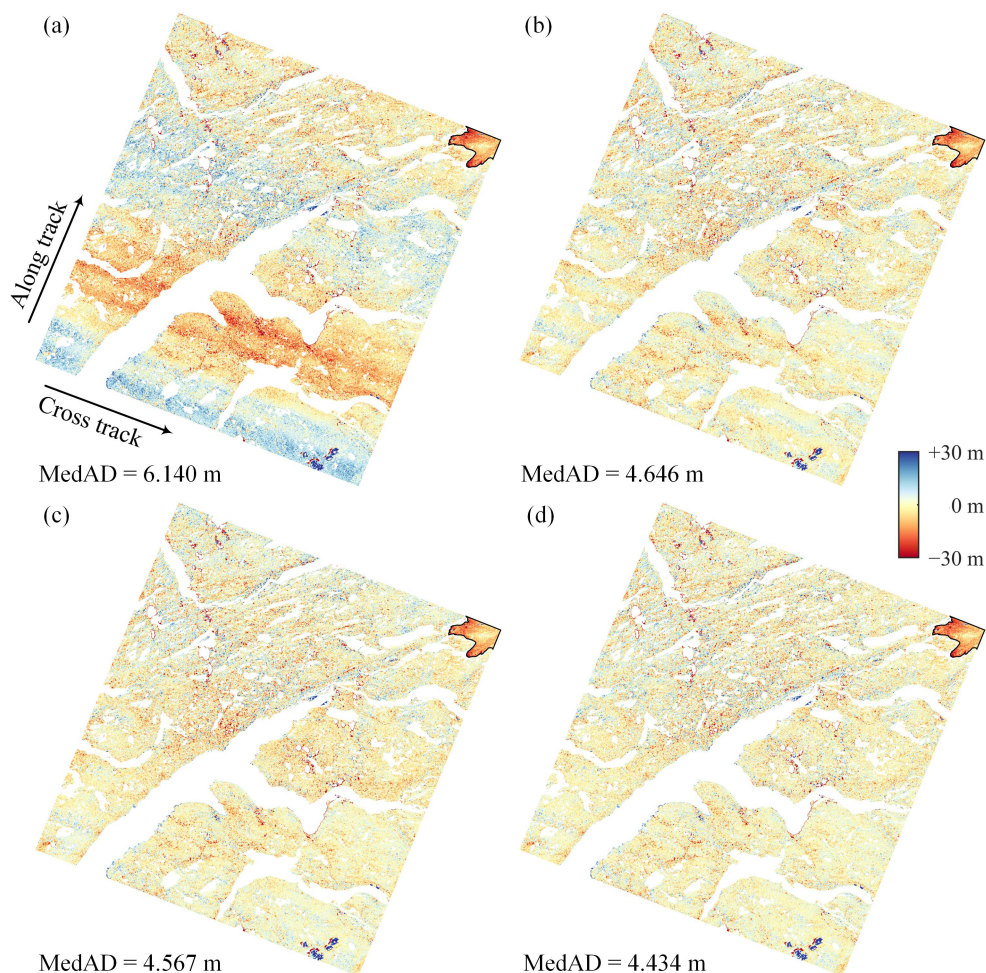 (a)
(b)
Along track
Cross track
MedAD = 6.140 m
MedAD = 4.646 m
+30 m
0 m
−30 m
(c)
(d)
MedAD = 4.567 m
MedAD = 4.434 m